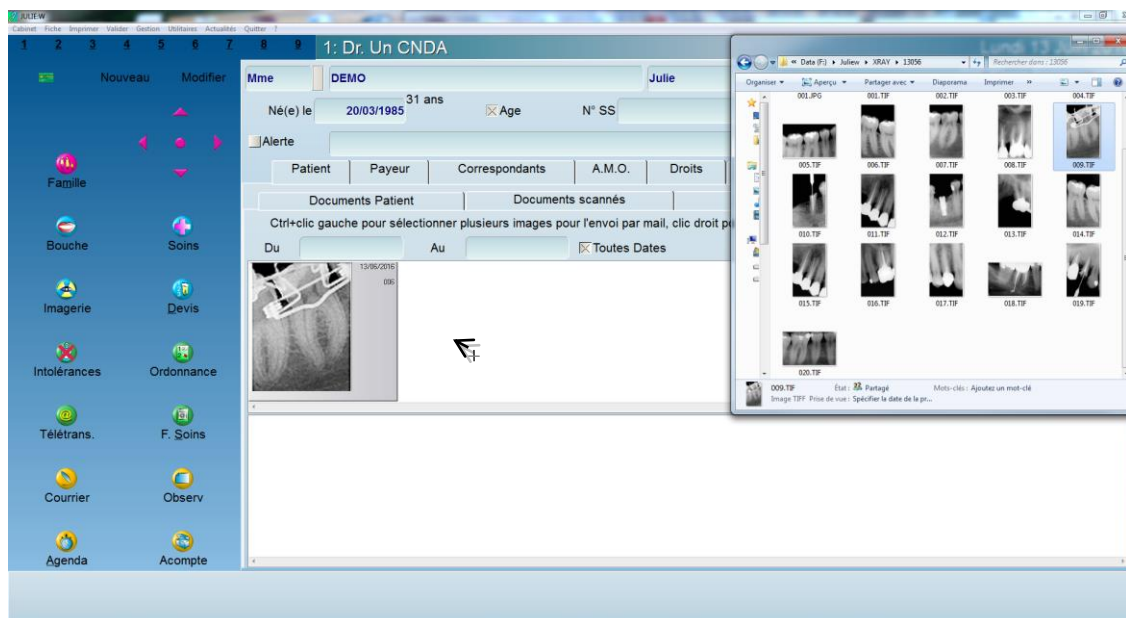 JULIE:W
Cabinet Fiche Imprimer Valider Gestion Utilitaires Actualités Quitter ?
1 2 3 4 5 6 7 8 9 1: Dr. Un CNDA Lundi 13
Nouveau Modifier
Mme DEMO Julie
Né(e) le 20/03/1985 31 ans Age N° SS
Alerte
Patient Payeur Correspondants A.M.O. Droits
Documents Patient Documents scannés
Ctrl+clic gauche pour sélectionner plusieurs images pour l'envoi par mail, clic droit
Du Au Toutes Dates
13/06/2016
006
Famille
Bouche Soins
Imagerie Devis
Intolérances Ordonnance
Télétrans. F. Soins
Courrier Observ
Agenda Acompte
Data (F:) Juliew XRAY 13056 Rechercher dans : 13056
Organiser Aperçu Partager avec Diaporama Imprimer »
001.JPG 001.TIF 002.TIF 003.TIF 004.TIF
005.TIF 006.TIF 007.TIF 008.TIF 009.TIF
010.TIF 011.TIF 012.TIF 013.TIF 014.TIF
015.TIF 016.TIF 017.TIF 018.TIF 019.TIF
020.TIF
009.TIF État : Partagé Mots-clés : Ajoutez un mot-clé
Image TIFF Prise de vue : Spécifier la date de la pr...